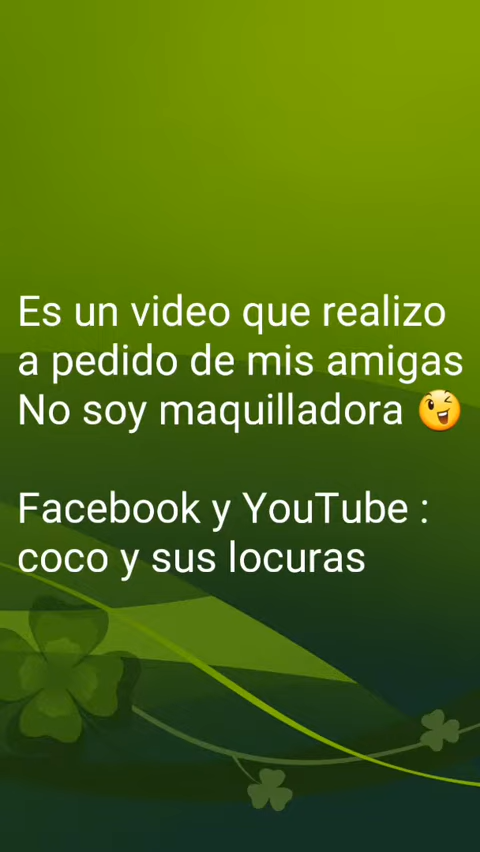 Es un video que realizo
a pedido de mis amigas
No soy maquilladora 😉
Facebook y YouTube :
coco y sus locuras